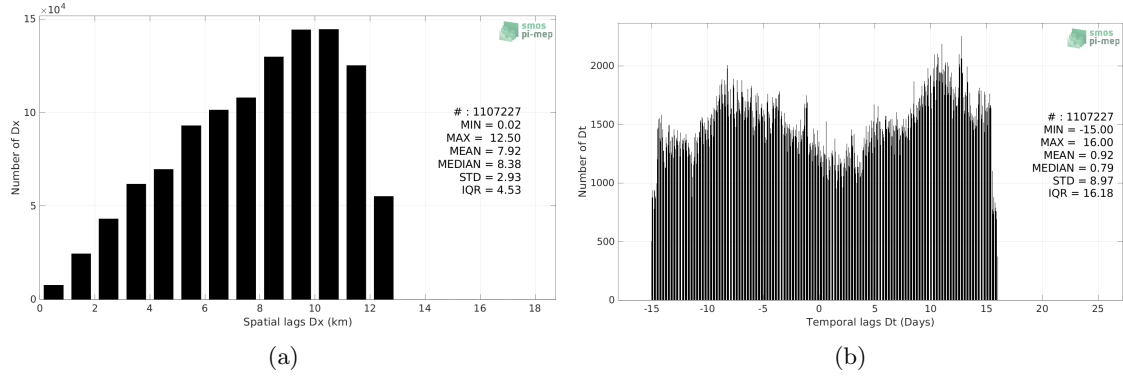 15 ×10⁴
smos
pi-mep
# : 1107227
MIN = 0.02
MAX = 12.50
MEAN = 7.92
MEDIAN = 8.38
STD = 2.93
IQR = 4.53
Number of Dx
10
5
0
0 2 4 6 8 10 12 14 16 18
Spatial lags Dx (km)
(a)
smos
pi-mep
# : 1107227
MIN = -15.00
MAX = 16.00
MEAN = 0.92
MEDIAN = 0.79
STD = 8.97
IQR = 16.18
Number of Dt
2000
1500
1000
500
0
-15 -10 -5 0 5 10 15 20 25
Temporal lags Dt (Days)
(b)